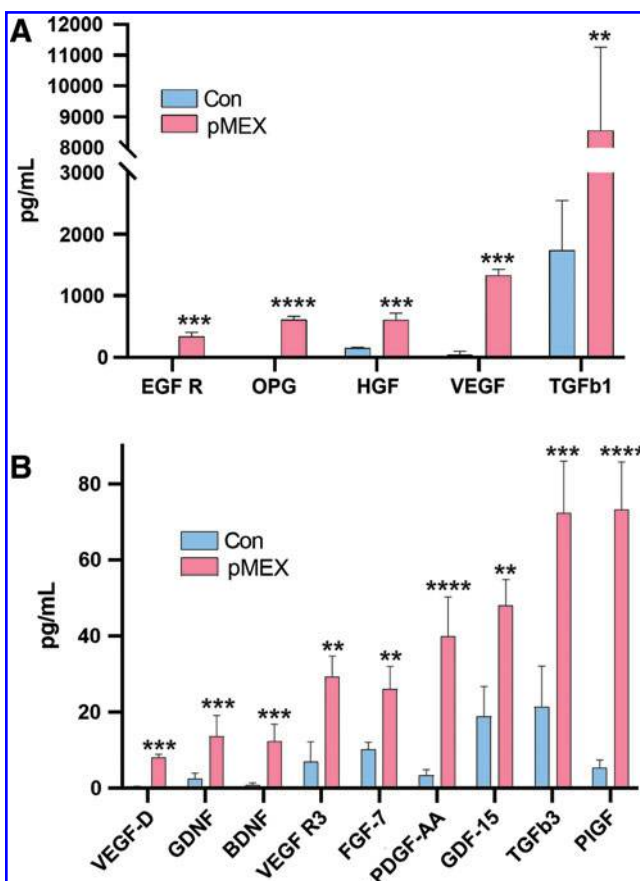 A
12000
11000
10000
9000
8000
3000
2000
1000
0
pg/mL
Con
pMEX
***
****
***
***
**
EGF R
OPG
HGF
VEGF
TGFb1
B
80
60
40
20
0
pg/mL
Con
pMEX
***
***
***
**
**
****
**
***
****
VEGF-D
GDNF
BDNF
VEGF R3
FGF-7
PDGF-AA
GDF-15
TGFb3
PIGF